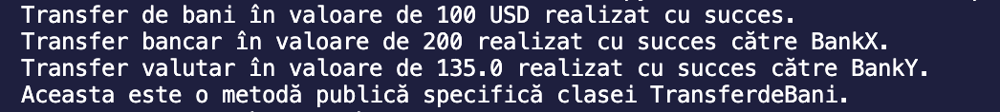 Transfer de bani în valoare de 100 USD realizat cu succes.
Transfer bancar în valoare de 200 realizat cu succes către BankX.
Transfer valutar în valoare de 135.0 realizat cu succes către BankY.
Aceasta este o metodă publică specifică clasei TransferdeBani.